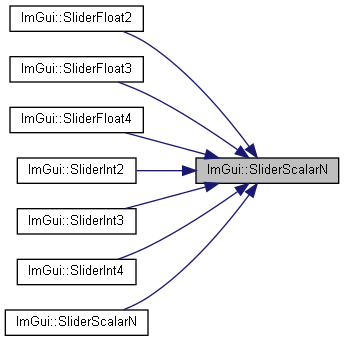 ImGui::SliderFloat2
ImGui::SliderFloat3
ImGui::SliderFloat4
ImGui::SliderInt2
ImGui::SliderScalarN
ImGui::SliderInt3
ImGui::SliderInt4
ImGui::SliderScalarN